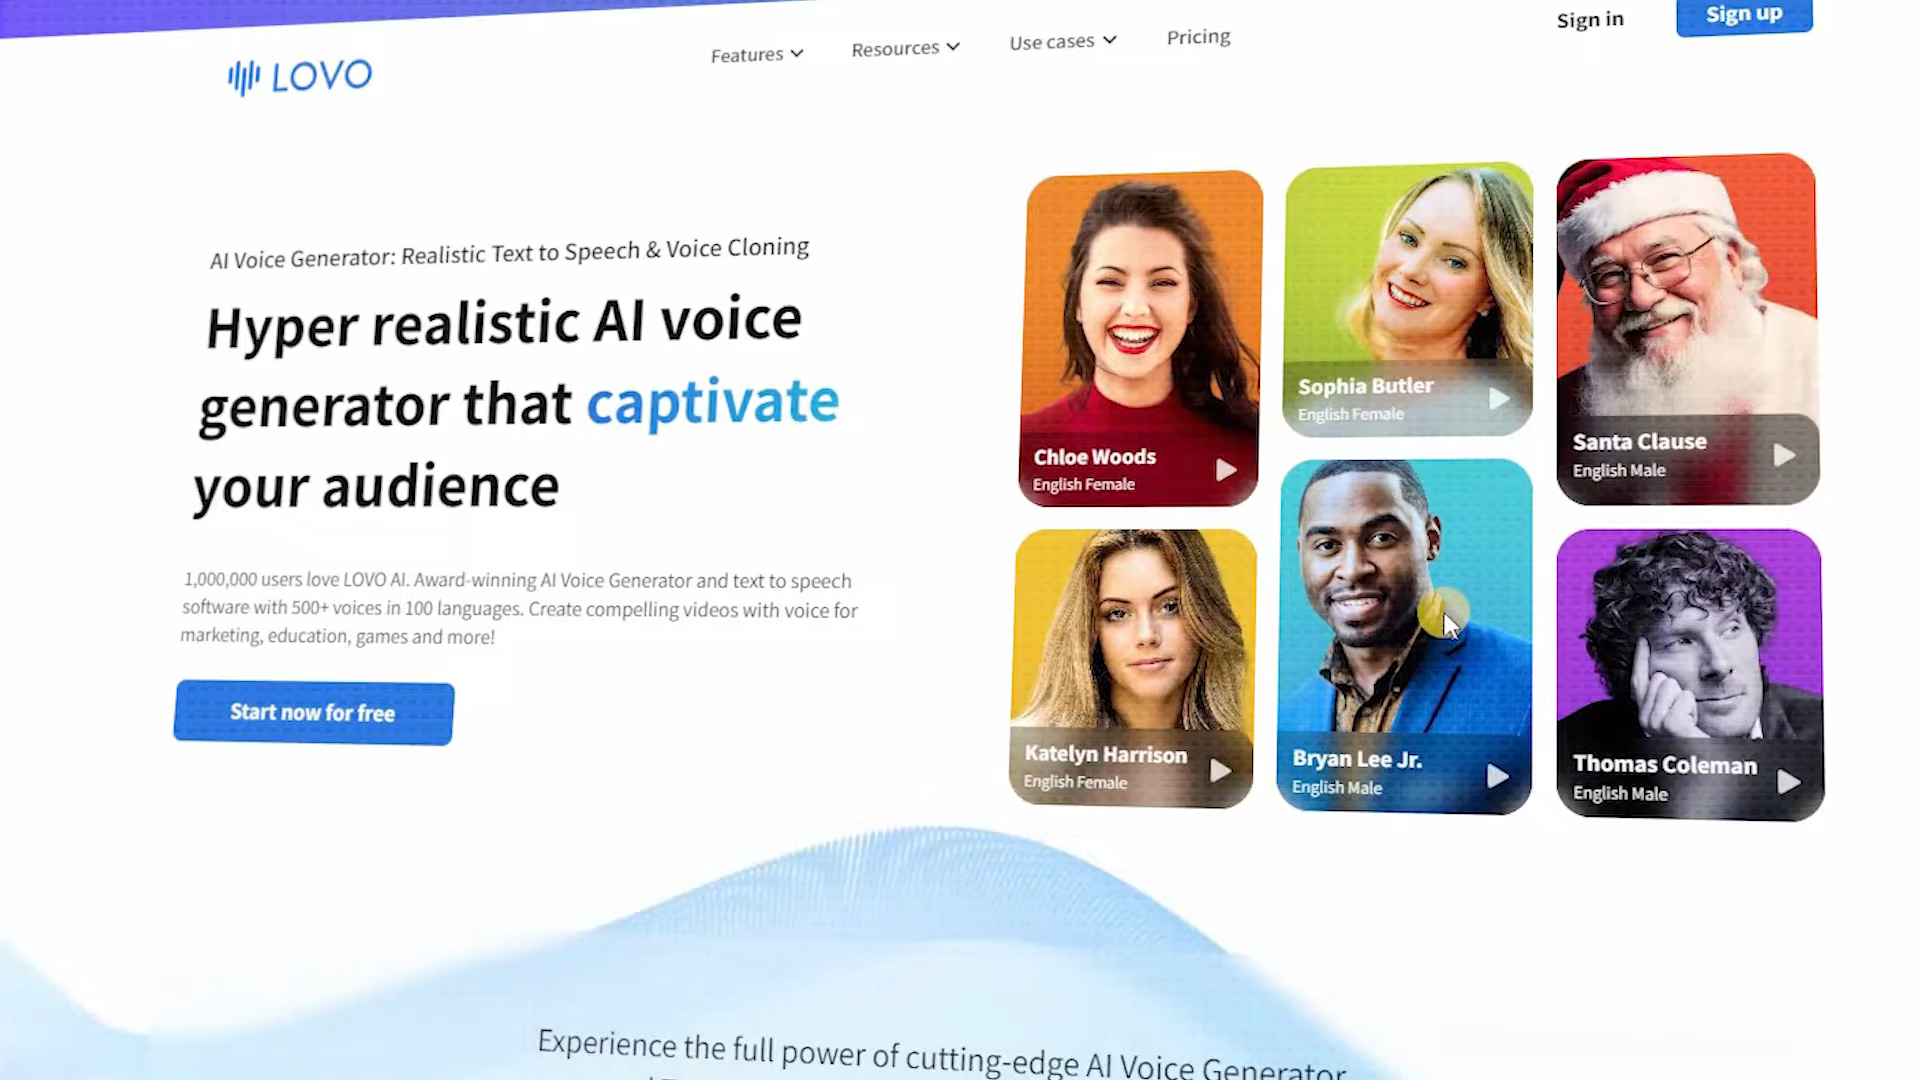 LOVO
Features
Resources
Use cases
Pricing
Sign in
Sign up
AI Voice Generator: Realistic Text to Speech & Voice Cloning
Hyper realistic AI voice
generator that captivate
your audience
1,000,000 users love LOVO AI. Award-winning AI Voice Generator and text to speech
software with 500+ voices in 100 languages. Create compelling videos with voice for
marketing, education, games and more!
Start now for free
Chloe Woods
English Female
Sophia Butler
English Female
Santa Clause
English Male
Katelyn Harrison
English Female
Bryan Lee Jr.
English Male
Thomas Coleman
English Male
Experience the full power of cutting-edge AI Voice Generator